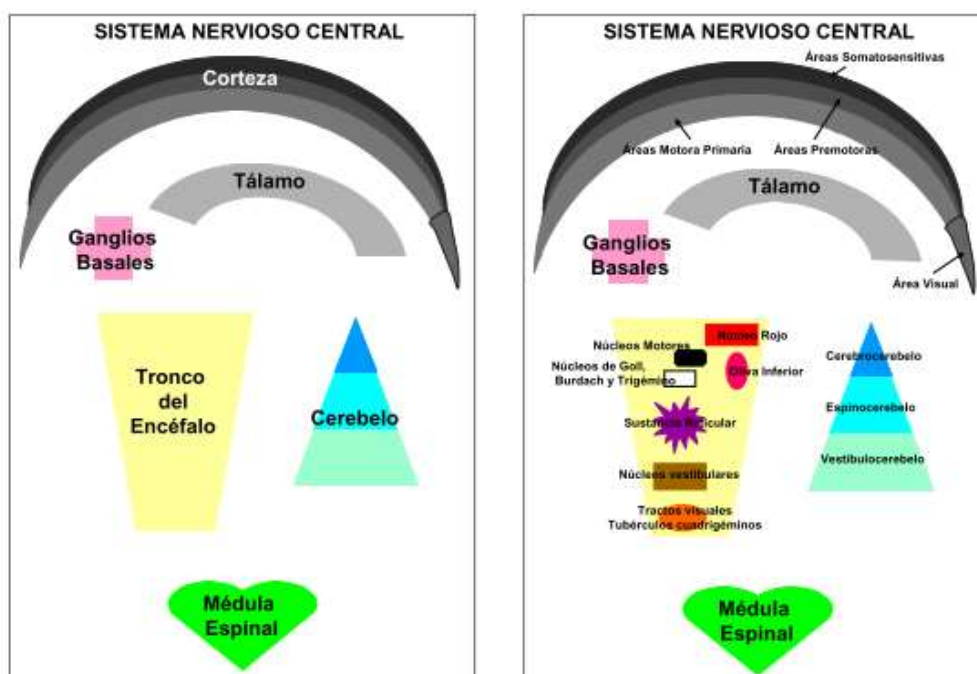 SISTEMA NERVIOSO CENTRAL
Corteza
Tálamo
Ganglios
Basales
Tronco
del
Encéfalo
Cerebelo
Médula
Espinal
SISTEMA NERVIOSO CENTRAL
Áreas Somatosensitivas
Áreas Motora Primaria
Áreas Premotoras
Tálamo
Ganglios
Basales
Área Visual
Núcleo Rojo
Núcleos Motores
Núcleos de Goll,
Burdach y Trigémino
Oliva Inferior
Sustancia Reticular
Núcleos vestibulares
Tractos visuales
Tubérculos cuadrigéminos
Cerebrocerebelo
Espinocerebelo
Vestibulocerebelo
Médula
Espinal